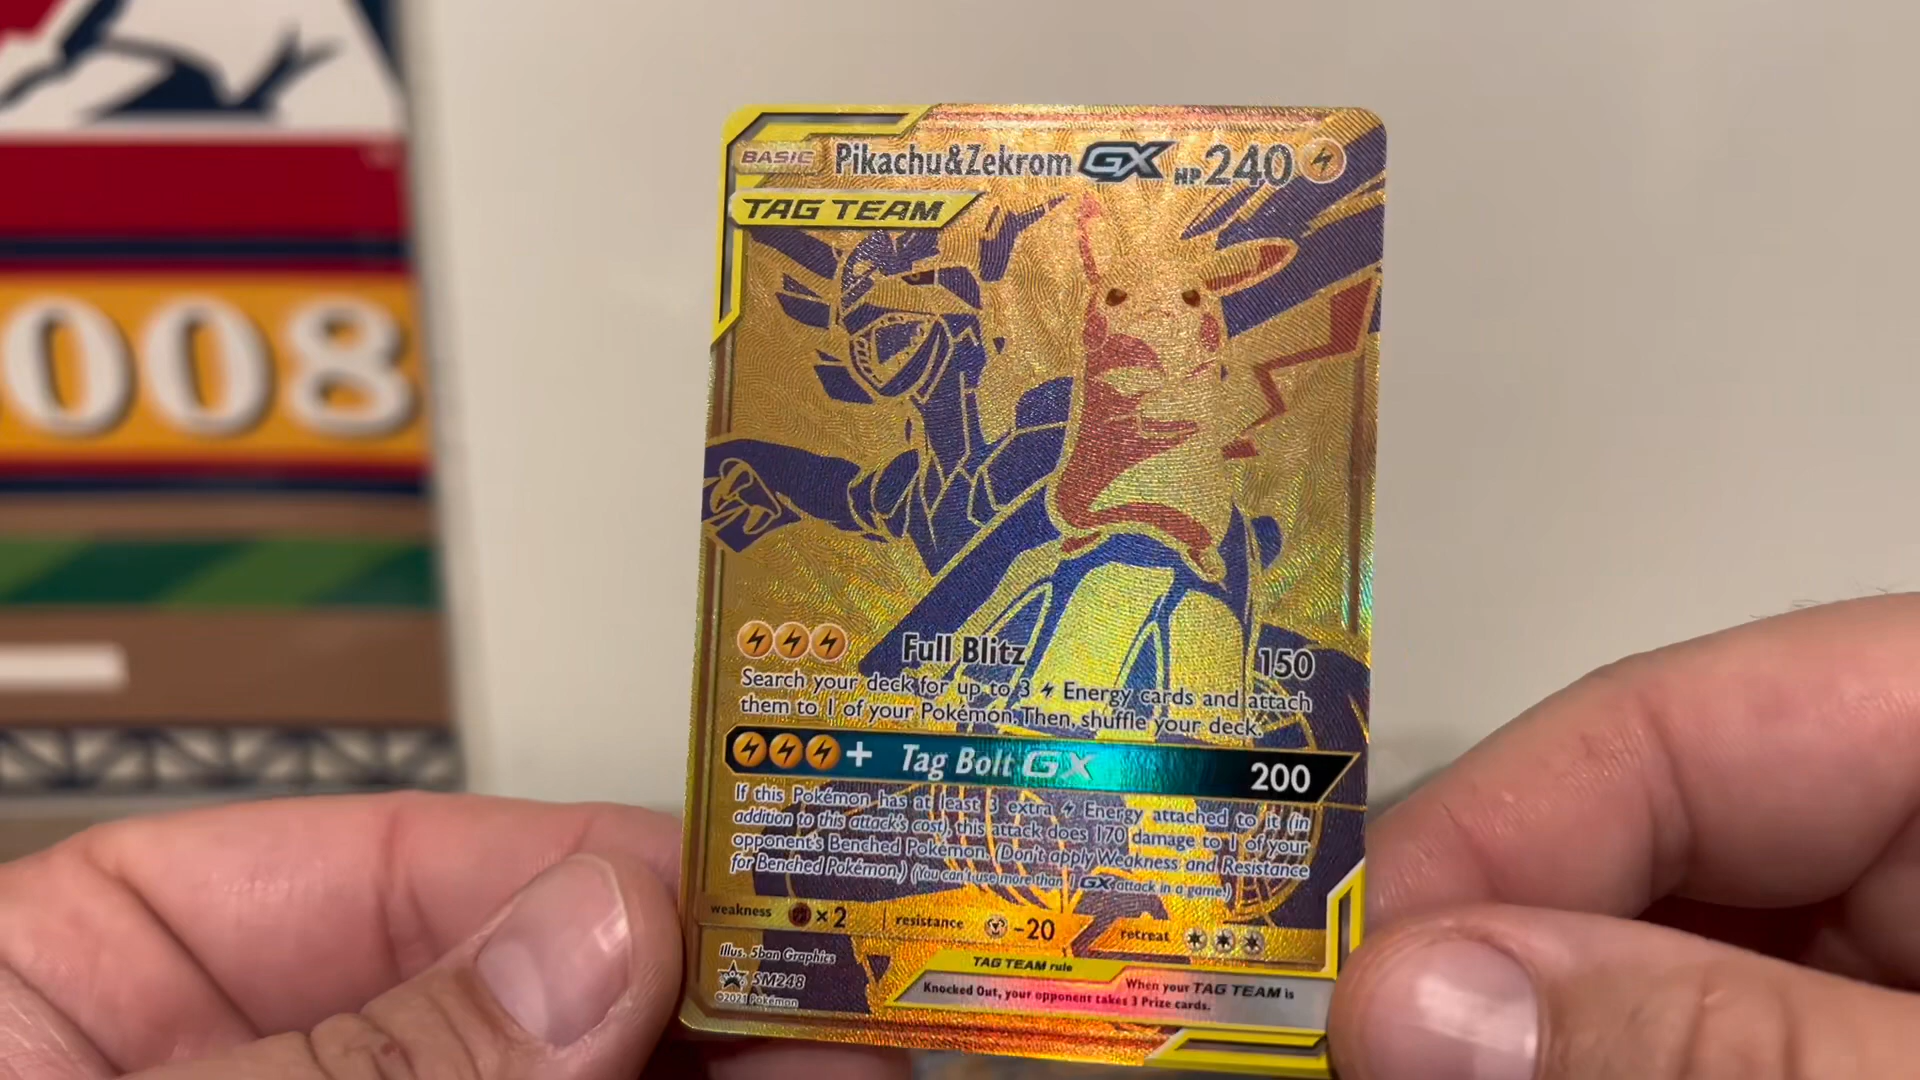 008
BASIC Pikachu&Zekrom GX HP 240
TAG TEAM
Full Blitz 150
Search your deck for up to 3 Energy cards and attach
them to 1 of your Pokémon. Then, shuffle your deck.
+ Tag Bolt GX 200
If this Pokémon has at least 3 extra Energy attached to it (in
addition to this attack's cost), this attack does 170 damage to 1 of your
opponent's Benched Pokémon. (Don't apply Weakness and Resistance
for Benched Pokémon.) (You can't use more than 1 GX attack in a game.)
weakness ×2 resistance -20 retreat
Illus. 5ban Graphics
SM248
©2021 Pokémon
TAG TEAM rule
When your TAG TEAM is
Knocked Out, your opponent takes 3 Prize cards.